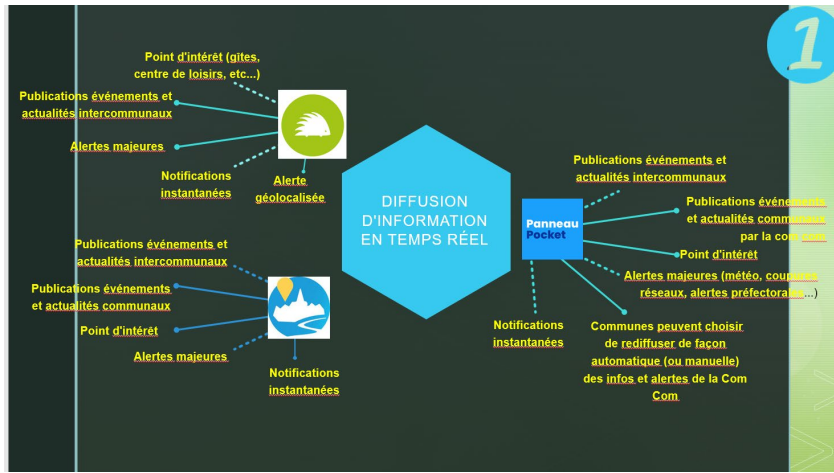 1
Point d'intérêt (gîtes,
centre de loisirs, etc...)
Publications événements et
actualités intercommunaux
Alertes majeures
Notifications
instantanées
Alerte
géolocalisée
Publications événements et
actualités intercommunaux
Publications événements
et actualités communaux
Point d'intérêt
Alertes majeures
Notifications
instantanées
DIFFUSION
D'INFORMATION
EN TEMPS RÉEL
Panneau
Pocket
Publications événements et
actualités intercommunaux
Publications événements
et actualités communaux
par la com com
Point d'intérêt
Alertes majeures (météo, coupures
réseaux, alertes préfectorales...)
Notifications
instantanées
Communes peuvent choisir
de rediffuser de façon
automatique (ou manuelle)
des infos et alertes de la Com
Com